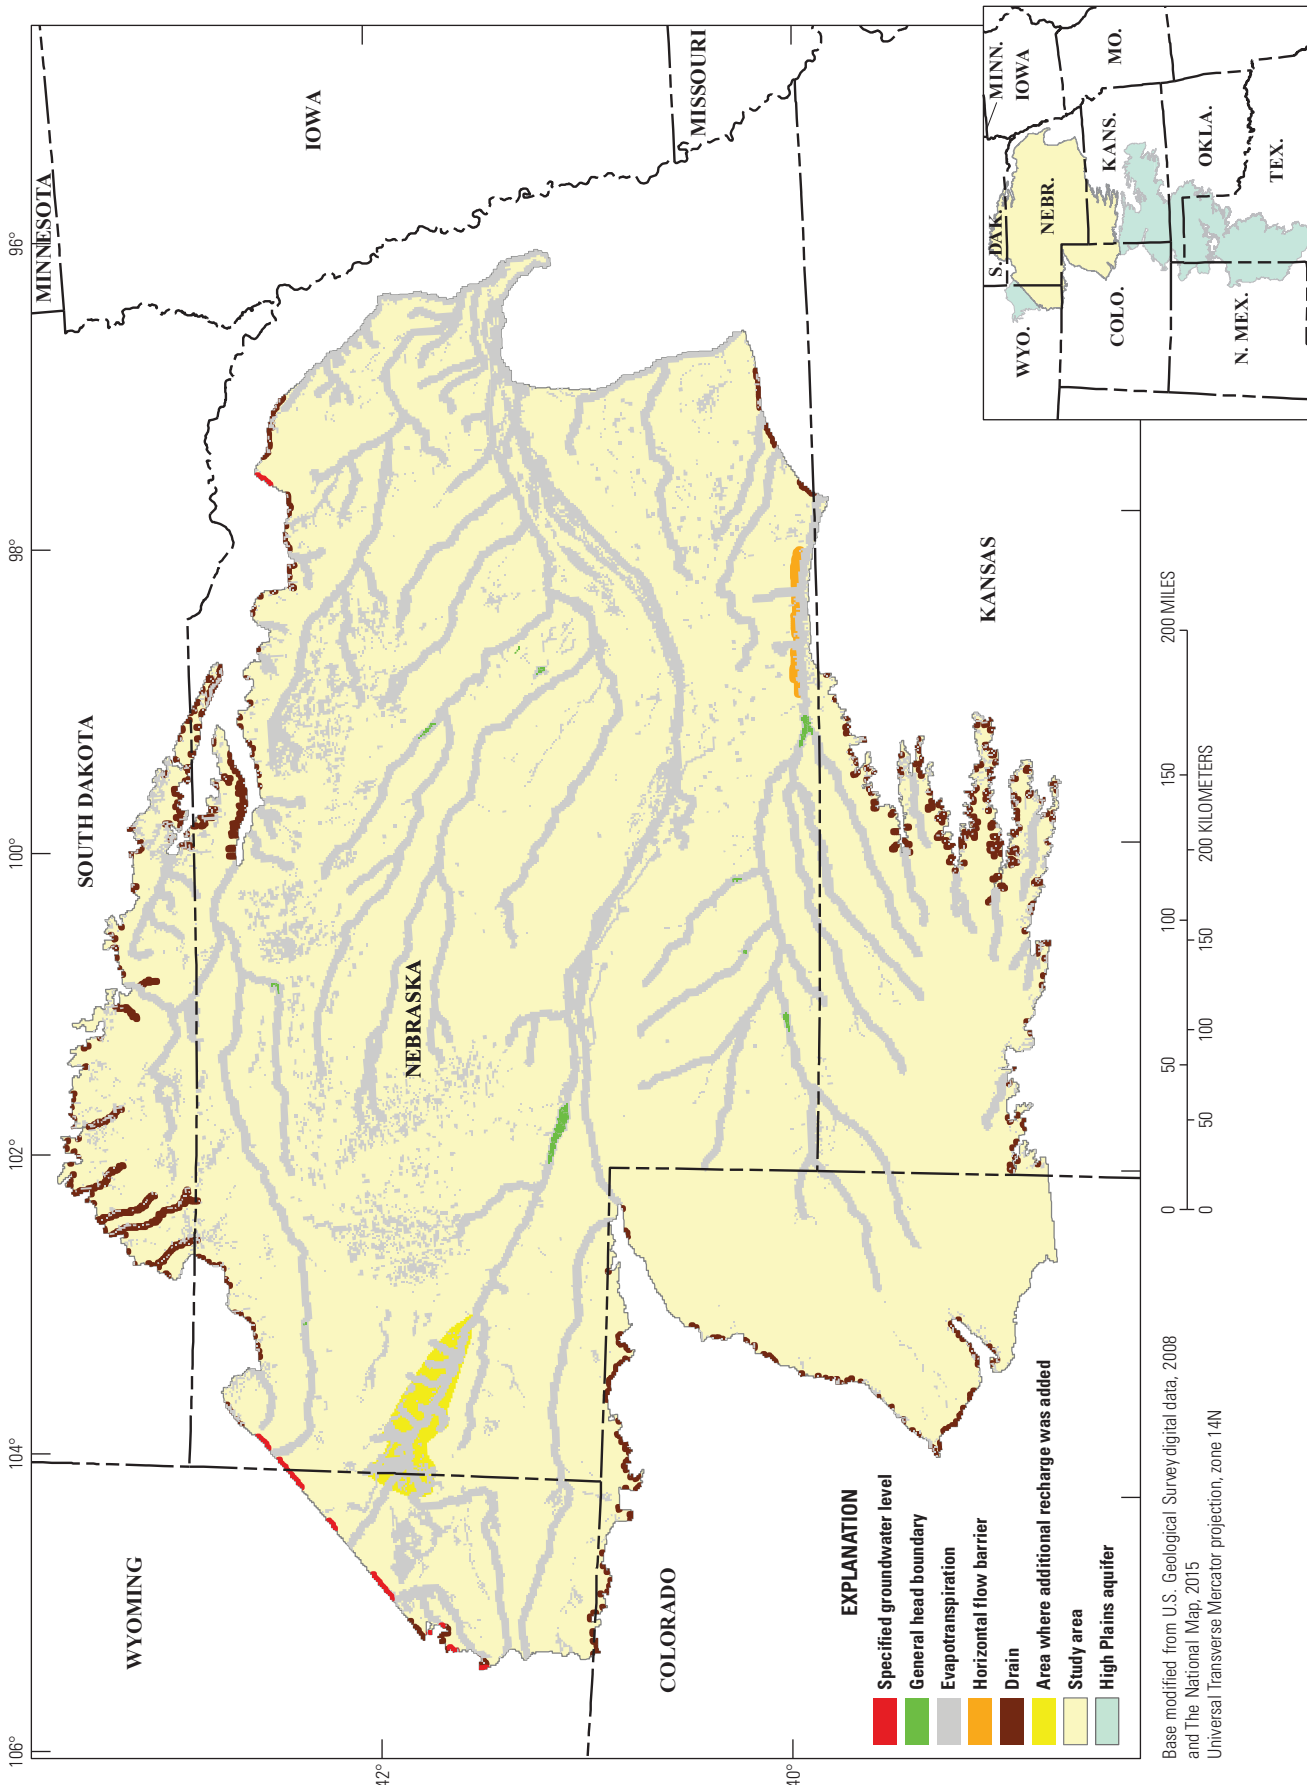 106°
104°
102°
100°
98°
96°
42°
40°
WYOMING
SOUTH DAKOTA
MINNESOTA
IOWA
NEBRASKA
MISSOURI
COLORADO
KANSAS
EXPLANATION
Specified groundwater level
General head boundary
Evapotranspiration
Horizontal flow barrier
Drain
Area where additional recharge was added
Study area
High Plains aquifer
0 50 100 150 200 MILES
0 50 100 150 200 KILOMETERS
Base modified from U.S. Geological Survey digital data, 2008
and The National Map, 2015
Universal Transverse Mercator projection, zone 14N
MINN.
S. DAK.
IOWA
WYO.
NEBR.
MO.
COLO.
KANS.
OKLA.
N. MEX.
TEX.